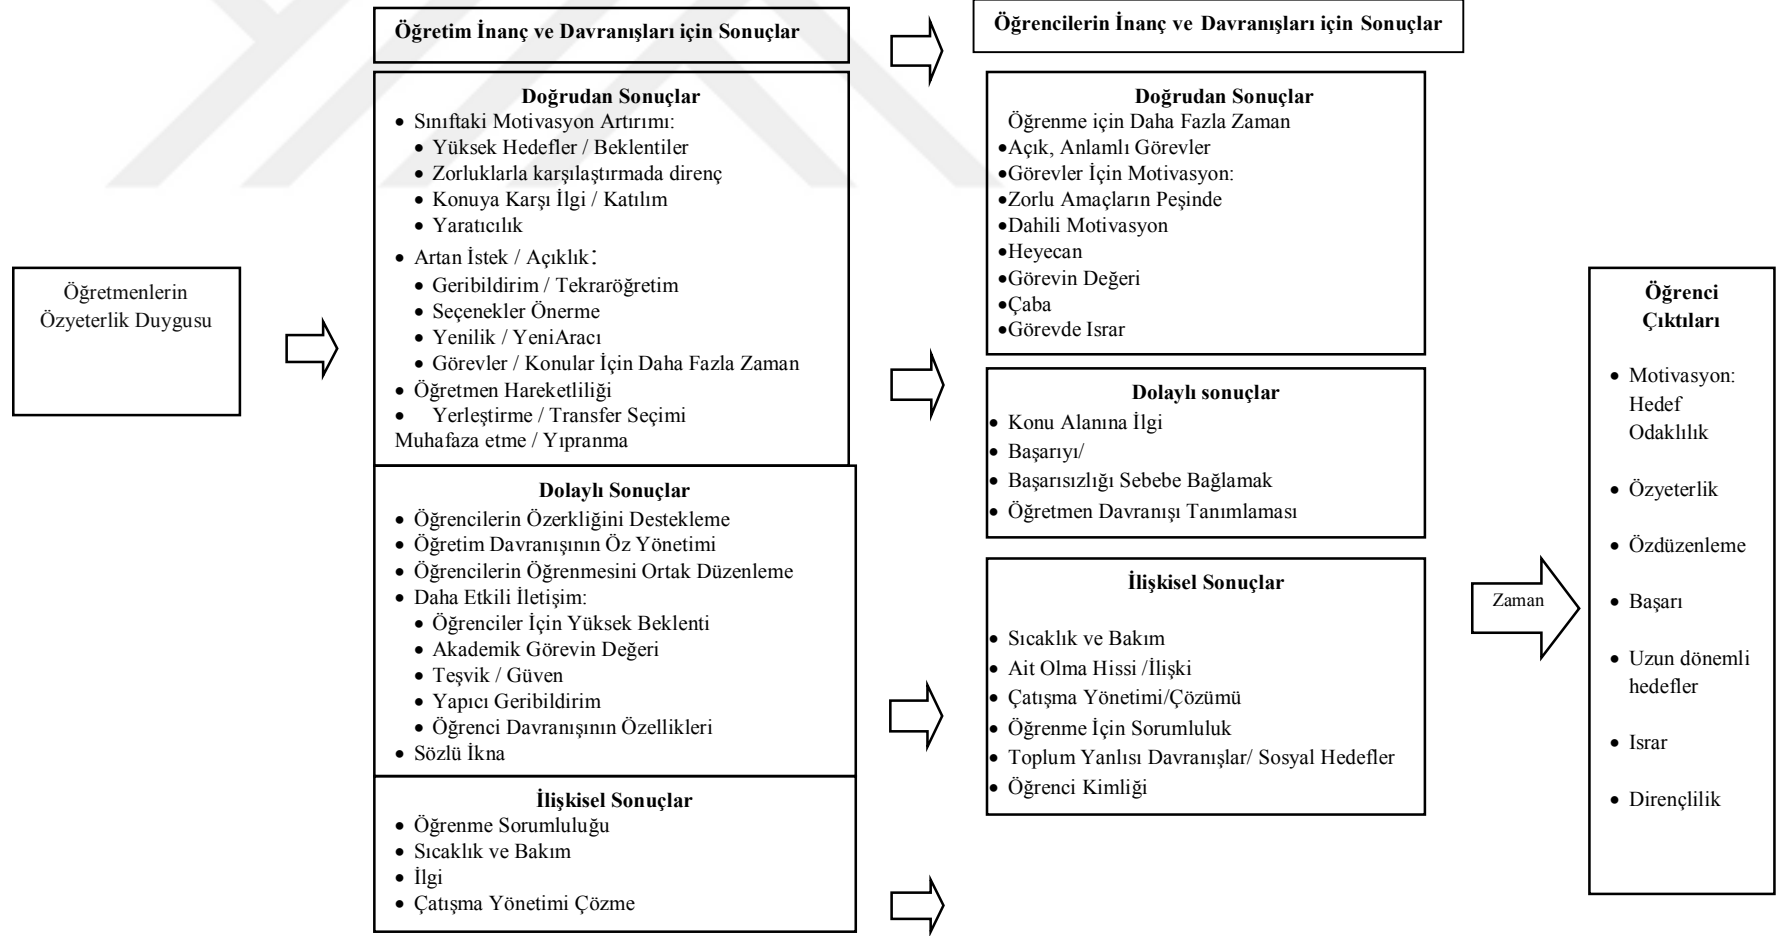 Öğretmenlerin
Özyeterlik Duygusu
Öğretim İnanç ve Davranışları için Sonuçlar
Doğrudan Sonuçlar
• Sınıftaki Motivasyon Artırımı:
• Yüksek Hedefler / Beklentiler
• Zorluklarla karşılaştırmada direnç
• Konuya Karşı İlgi / Katılım
• Yaratıcılık
• Artan İstek / Açıklık:
• Geribildirim / Tekraröğretim
• Seçenekler Önerme
• Yenilik / YeniAracı
• Görevler / Konular İçin Daha Fazla Zaman
• Öğretmen Hareketliliği
• Yerleştirme / Transfer Seçimi
Muhafaza etme / Yıpranma
Dolaylı Sonuçlar
• Öğrencilerin Özerkliğini Destekleme
• Öğretim Davranışının Öz Yönetimi
• Öğrencilerin Öğrenmesini Ortak Düzenleme
• Daha Etkili İletişim:
• Öğrenciler İçin Yüksek Beklenti
• Akademik Görevin Değeri
• Teşvik / Güven
• Yapıcı Geribildirim
• Öğrenci Davranışının Özellikleri
• Sözlü İkna
İlişkisel Sonuçlar
• Öğrenme Sorumluluğu
• Sıcaklık ve Bakım
• İlgi
• Çatışma Yönetimi Çözme
Öğrencilerin İnanç ve Davranışları için Sonuçlar
Doğrudan Sonuçlar
Öğrenme için Daha Fazla Zaman
•Açık, Anlamlı Görevler
•Görevler İçin Motivasyon:
•Zorlu Amaçların Peşinde
•Dahili Motivasyon
•Heyecan
•Görevin Değeri
•Çaba
•Görevde Israr
Dolaylı sonuçlar
• Konu Alanına İlgi
• Başarıyı/
• Başarısızlığı Sebebe Bağlamak
• Öğretmen Davranışı Tanımlaması
İlişkisel Sonuçlar
• Sıcaklık ve Bakım
• Ait Olma Hissi /İlişki
• Çatışma Yönetimi/Çözümü
• Öğrenme İçin Sorumluluk
• Toplum Yanlısı Davranışlar/ Sosyal Hedefler
• Öğrenci Kimliği
Zaman
Öğrenci
Çıktıları
• Motivasyon:
Hedef
Odaklılık
• Özyeterlik
• Özdüzenleme
• Başarı
• Uzun dönemli
hedefler
• Israr
• Dirençlilik